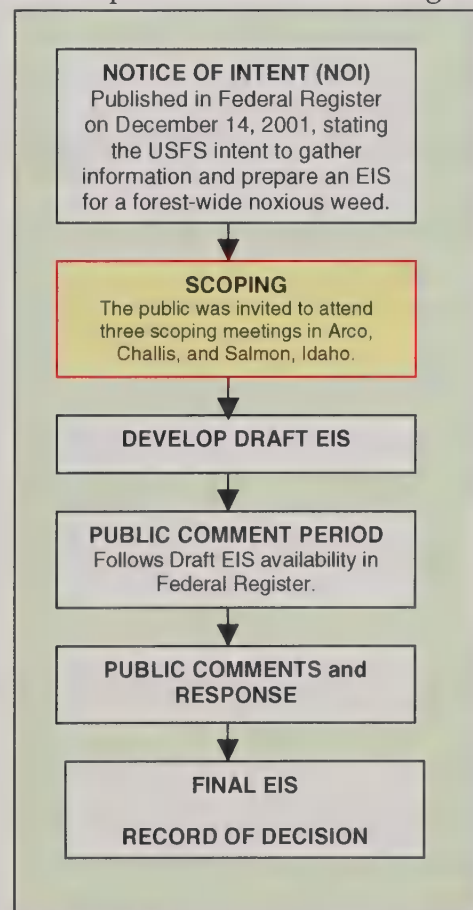 NOTICE OF INTENT (NOI)
Published in Federal Register
on December 14, 2001, stating
the USFS intent to gather
information and prepare an EIS
for a forest-wide noxious weed.
SCOPING
The public was invited to attend
three scoping meetings in Arco,
Challis, and Salmon, Idaho.
DEVELOP DRAFT EIS
PUBLIC COMMENT PERIOD
Follows Draft EIS availability in
Federal Register.
PUBLIC COMMENTS and
RESPONSE
FINAL EIS
RECORD OF DECISION